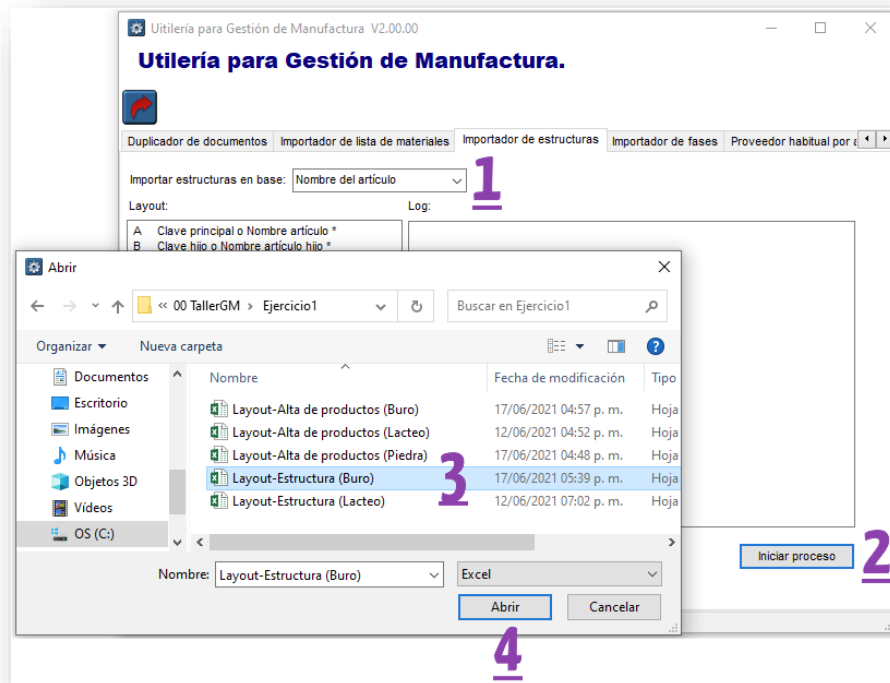 Uitilería para Gestión de Manufactura V2.00.00
Utilería para Gestión de Manufactura.
Duplicador de documentos Importador de lista de materiales Importador de estructuras Importador de fases Proveedor habitual por a
Importar estructuras en base: Nombre del artículo
1
Layout: Log:
A Clave principal o Nombre artículo *
B Clave hijo o Nombre artículo hijo *
Abrir
« 00 TallerGM > Ejercicio1 Buscar en Ejercicio1
Organizar Nueva carpeta
Documentos
Escritorio
Imágenes
Música
Objetos 3D
Vídeos
OS (C:)
Nombre Fecha de modificación Tipo
Layout-Alta de productos (Buro) 17/06/2021 04:57 p. m. Hoja
Layout-Alta de productos (Lacteo) 12/06/2021 04:52 p. m. Hoja
Layout-Alta de productos (Piedra) 17/06/2021 04:48 p. m. Hoja
Layout-Estructura (Buro) 17/06/2021 05:39 p. m. Hoja
Layout-Estructura (Lacteo) 12/06/2021 07:02 p. m. Hoja
3
Iniciar proceso
2
Nombre: Layout-Estructura (Buro) Excel
Abrir Cancelar
4